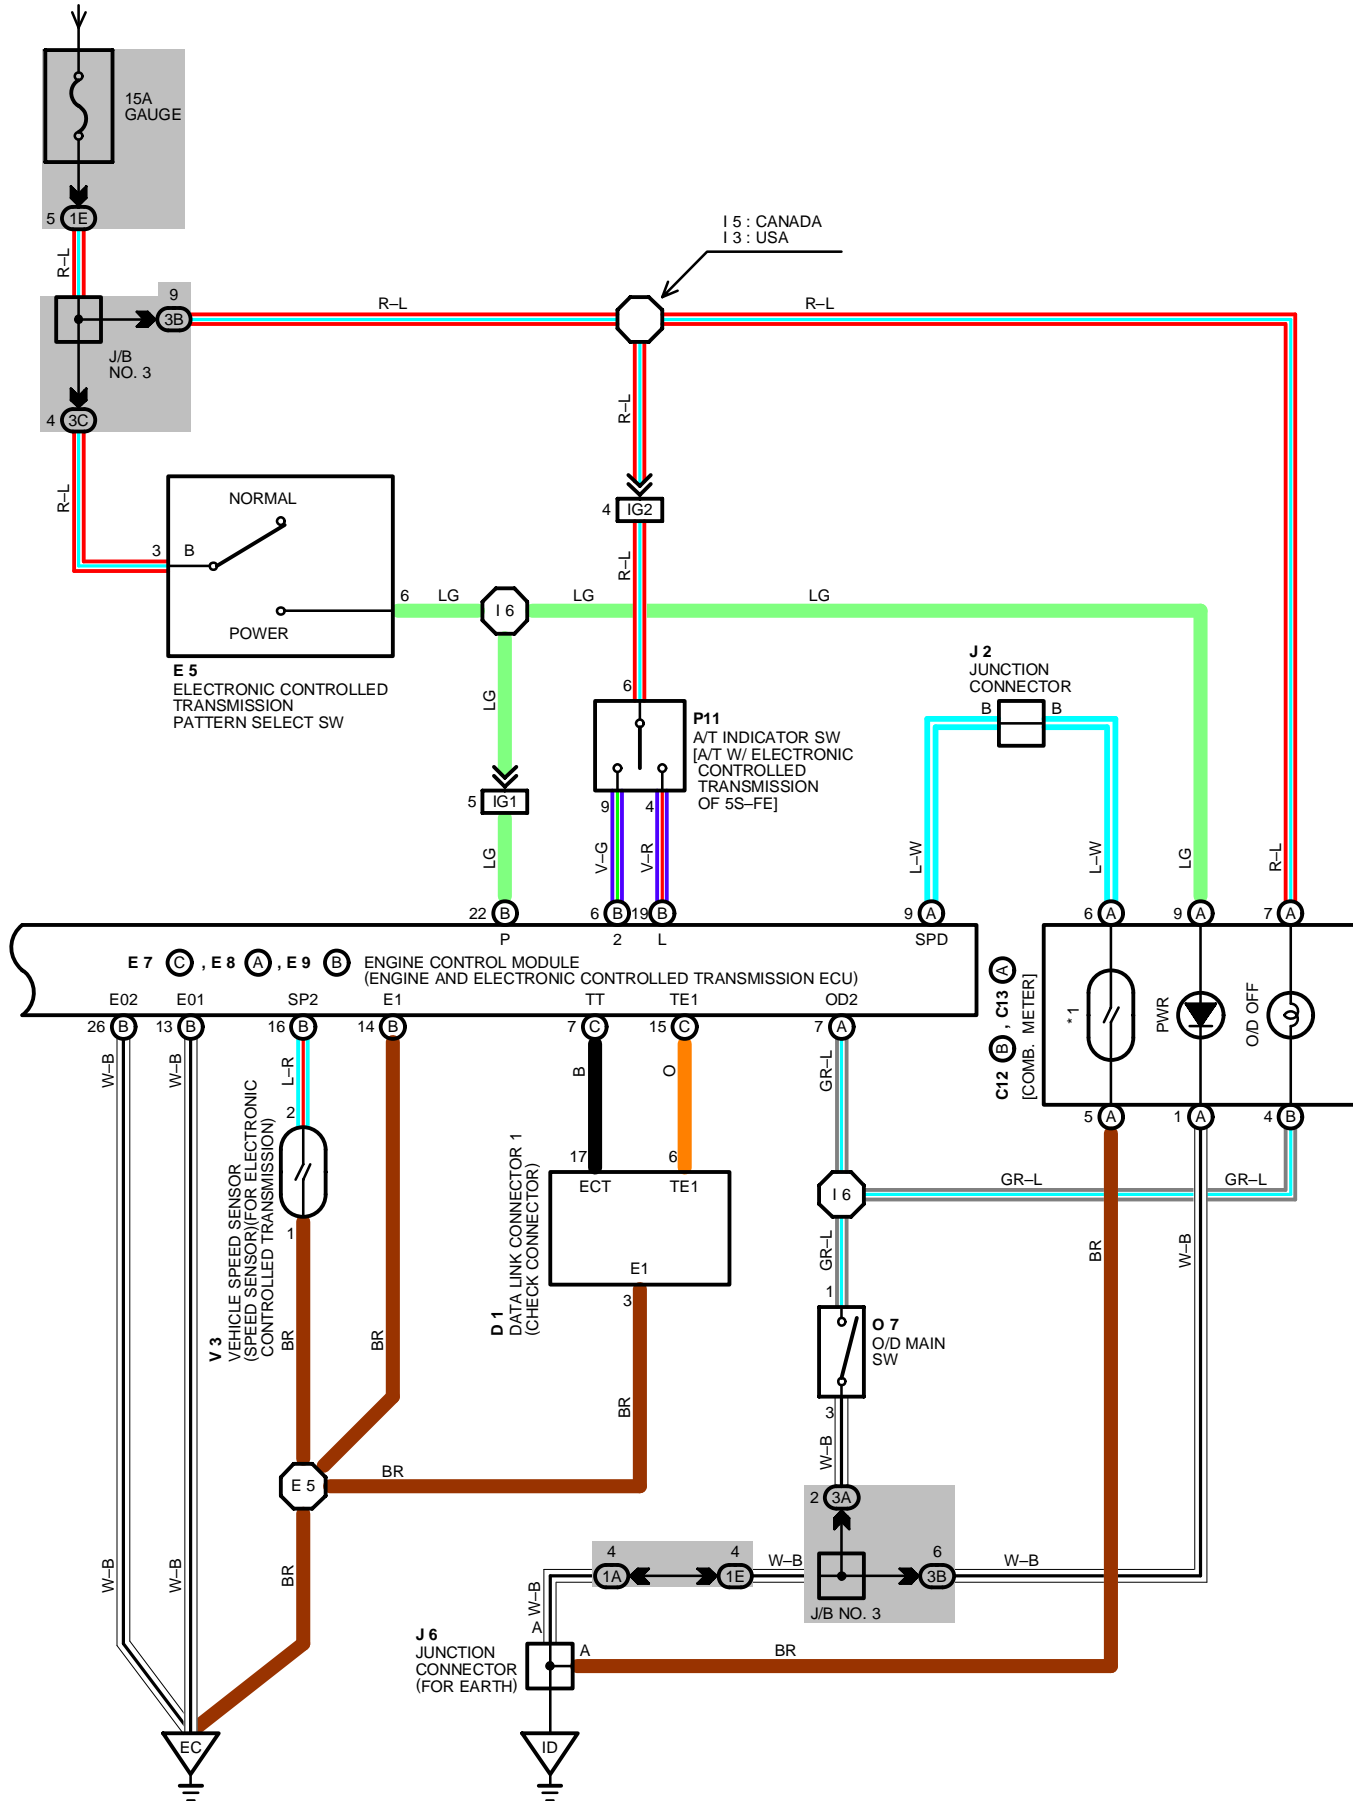 15A
GAUGE
5 1E
R–L
I 5 : CANADA
I 3 : USA
9
3B
R–L
R–L
J/B
NO. 3
4 3C
R–L
R–L
NORMAL
4 IG2
3 B
R–L
6 LG
I 6
LG
LG
POWER
E 5
ELECTRONIC CONTROLLED
TRANSMISSION
PATTERN SELECT SW
J 2
JUNCTION
CONNECTOR
B B
LG
6
P11
A/T INDICATOR SW
[A/T W/ ELECTRONIC
CONTROLLED
TRANSMISSION
OF 5S–FE]
5 IG1
9 4
LG
V–G
V–R
L–W
L–W
LG
R–L
22 B
6 B
19 B
9 A
6 A
9 A
7 A
P 2 L SPD
E 7 C , E 8 A , E 9 B ENGINE CONTROL MODULE
(ENGINE AND ELECTRONIC CONTROLLED TRANSMISSION ECU)
E02 E01 SP2 E1 TT TE1 OD2
C12 B , C13 A
[COMB. METER]
* 1
PWR
O/D OFF
26 B
13 B
16 B
14 B
7 C
15 C
7 A
W–B
W–B
L–R
B
O
GR–L
5 A
1 A
4 B
2
V 3
VEHICLE SPEED SENSOR
(SPEED SENSOR)(FOR ELECTRONIC
CONTROLLED TRANSMISSION)
1
17 6
ECT TE1
E1
3
D 1
DATA LINK CONNECTOR 1
(CHECK CONNECTOR)
I 6
GR–L
GR–L
GR–L
BR
W–B
1
O 7
O/D MAIN
SW
3
BR
BR
BR
W–B
E 5
BR
2 3A
W–B
W–B
BR
4
1A
4
1E
W–B
6
3B
W–B
J/B NO. 3
W–B
A
J 6
JUNCTION
CONNECTOR
(FOR EARTH)
A
BR
EC
ID